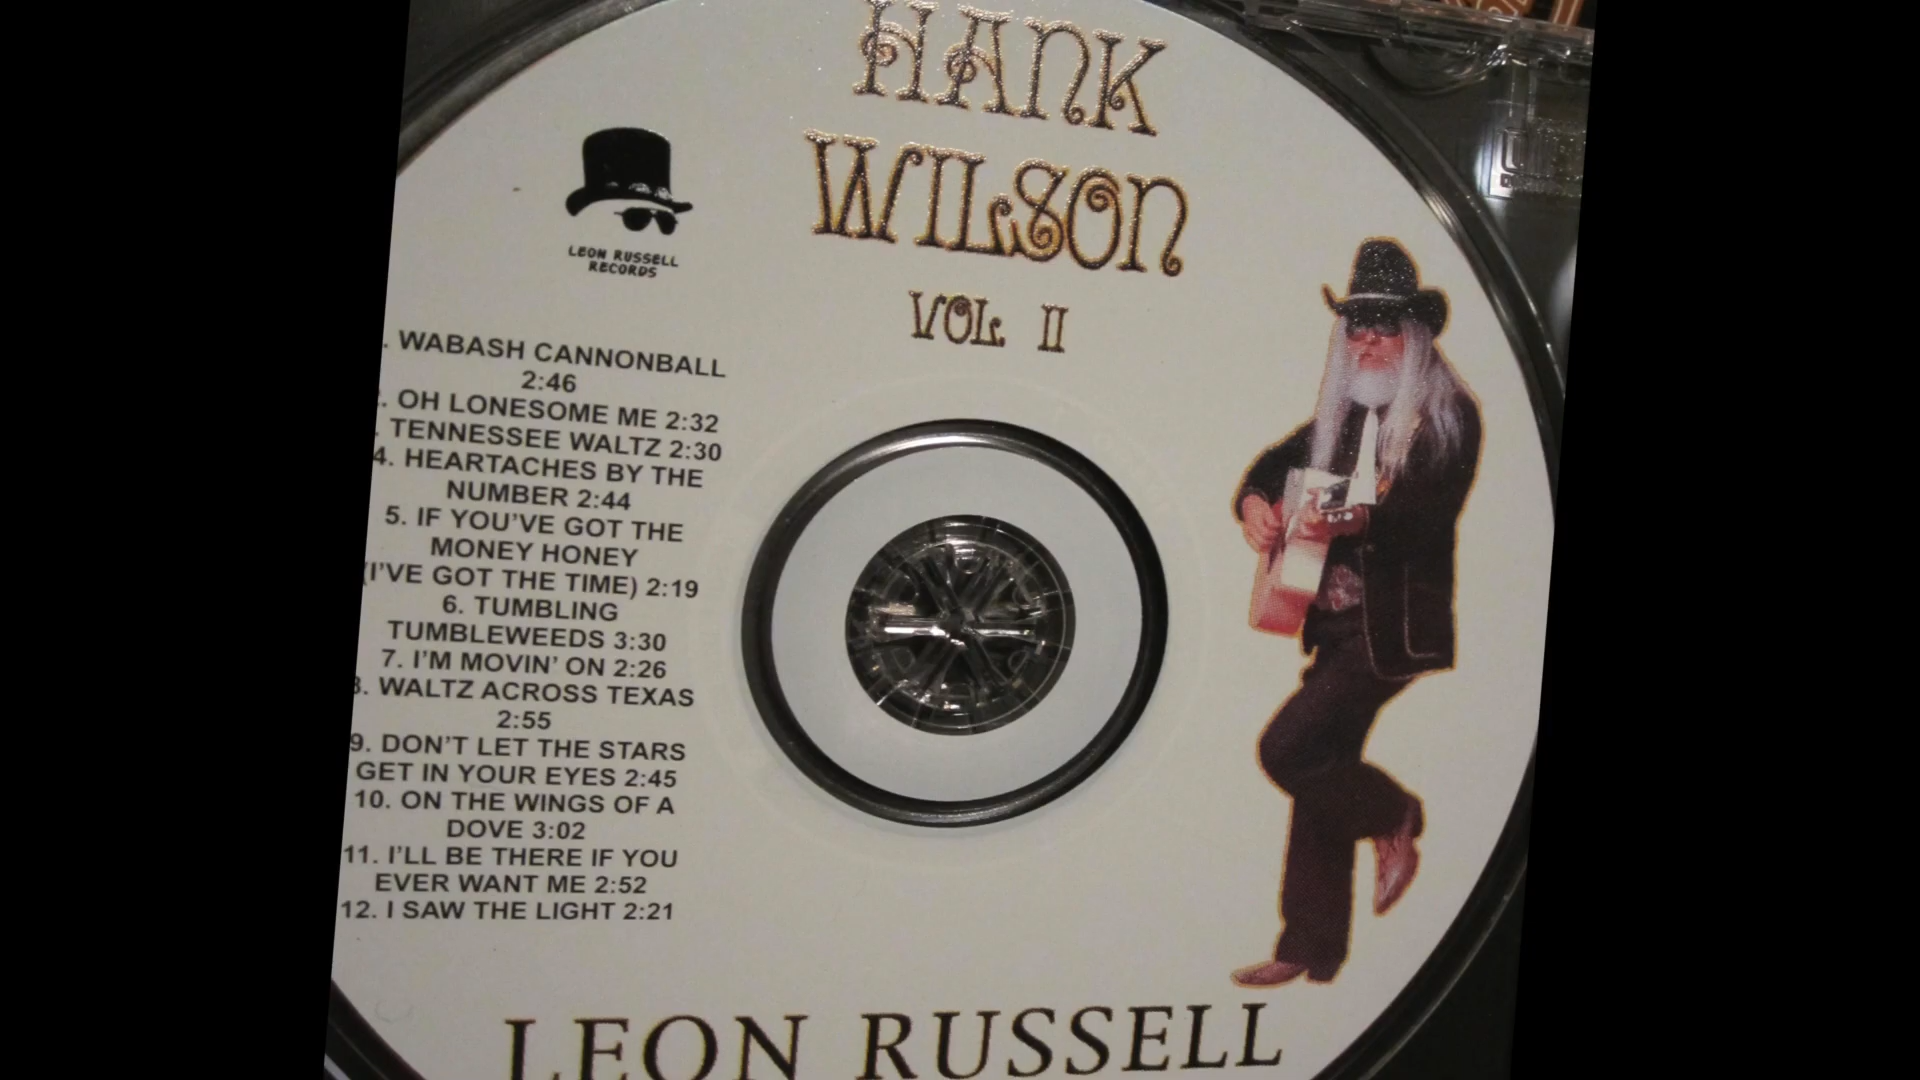 HANK
WILSON
VOL. II
LEON RUSSELL
RECORDS
. WABASH CANNONBALL
2:46
. OH LONESOME ME 2:32
. TENNESSEE WALTZ 2:30
4. HEARTACHES BY THE
NUMBER 2:44
5. IF YOU'VE GOT THE
MONEY HONEY
(I'VE GOT THE TIME) 2:19
6. TUMBLING
TUMBLEWEEDS 3:30
7. I'M MOVIN' ON 2:26
8. WALTZ ACROSS TEXAS
2:55
9. DON'T LET THE STARS
GET IN YOUR EYES 2:45
10. ON THE WINGS OF A
DOVE 3:02
11. I'LL BE THERE IF YOU
EVER WANT ME 2:52
12. I SAW THE LIGHT 2:21
LEON RUSSELL